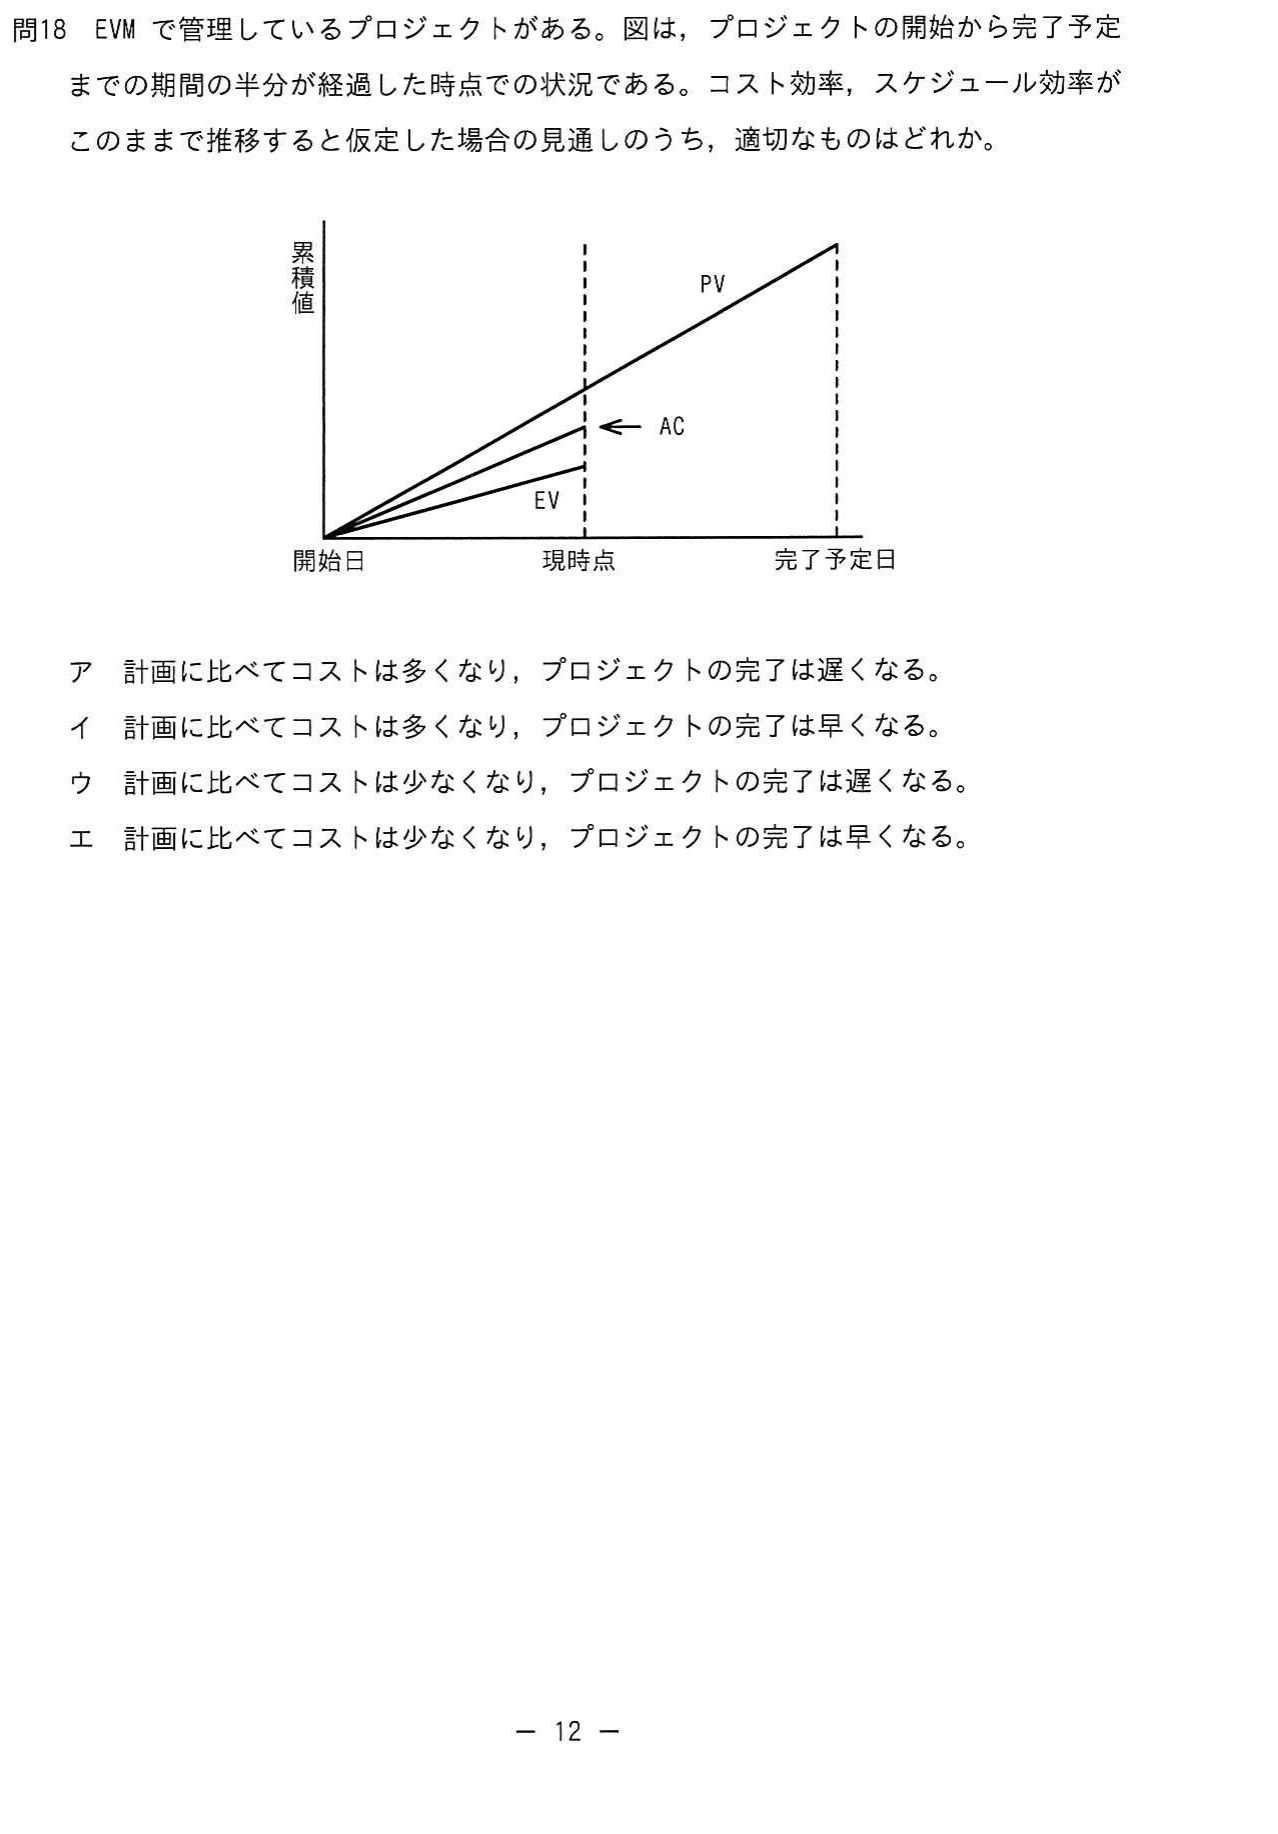 問18　EVM で管理しているプロジェクトがある。図は，プロジェクトの開始から完了予定
までの期間の半分が経過した時点での状況である。コスト効率，スケジュール効率が
このままで推移すると仮定した場合の見通しのうち，適切なものはどれか。
累積値
PV
AC
EV
開始日　現時点　完了予定日
ア　計画に比べてコストは多くなり，プロジェクトの完了は遅くなる。
イ　計画に比べてコストは多くなり，プロジェクトの完了は早くなる。
ウ　計画に比べてコストは少なくなり，プロジェクトの完了は遅くなる。
エ　計画に比べてコストは少なくなり，プロジェクトの完了は早くなる。
－ 12 －